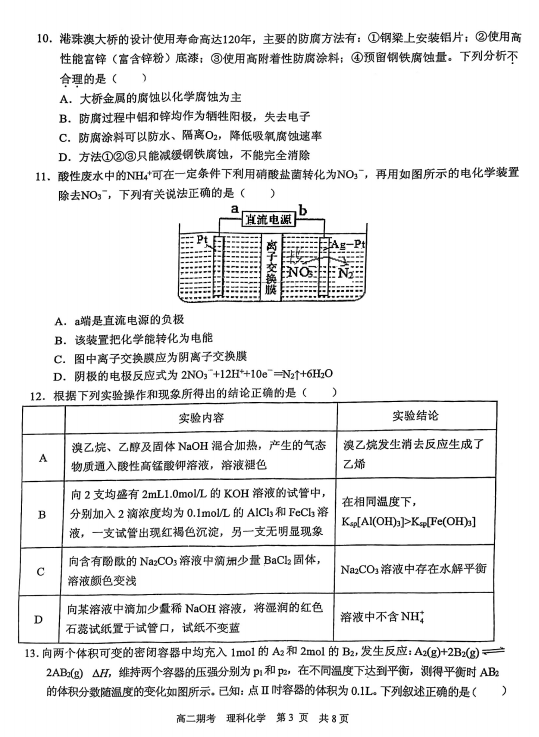 10. 港珠澳大桥的设计使用寿命高达120年，主要的防腐方法有：①钢梁上安装铝片；②使用高
性能富锌（富含锌粉）底漆；③使用高附着性防腐涂料；④预留钢铁腐蚀量。下列分析不
合理的是（ ）
A．大桥金属的腐蚀以化学腐蚀为主
B．防腐过程中铝和锌均作为牺牲阳极，失去电子
C．防腐涂料可以防水、隔离O₂，降低吸氧腐蚀速率
D．方法①②③只能减缓钢铁腐蚀，不能完全消除
11．酸性废水中的NH₄⁺可在一定条件下利用硝酸盐菌转化为NO₃⁻，再用如图所示的电化学装置
除去NO₃⁻，下列有关说法正确的是（ ）
a 直流电源 b
Pt 离子交换膜 Ag-Pt
NO₃⁻ N₂
A．a端是直流电源的负极
B．该装置把化学能转化为电能
C．图中离子交换膜应为阴离子交换膜
D．阴极的电极反应式为 2NO₃⁻+12H⁺+10e⁻=N₂↑+6H₂O
12．根据下列实验操作和现象所得出的结论正确的是（ ）
实验内容 实验结论
A 溴乙烷、乙醇及固体 NaOH 混合加热，产生的气态物质通入酸性高锰酸钾溶液，溶液褪色 溴乙烷发生消去反应生成了乙烯
B 向 2 支均盛有 2mL1.0mol/L 的 KOH 溶液的试管中，分别加入 2 滴浓度均为 0.1mol/L 的 AlCl₃ 和 FeCl₃ 溶液，一支试管出现红褐色沉淀，另一支无明显现象 在相同温度下，Kₛₚ[Al(OH)₃]>Kₛₚ[Fe(OH)₃]
C 向含有酚酞的 Na₂CO₃ 溶液中滴加少量 BaCl₂ 固体，溶液颜色变浅 Na₂CO₃ 溶液中存在水解平衡
D 向某溶液中滴加少量稀 NaOH 溶液，将湿润的红色石蕊试纸置于试管口，试纸不变蓝 溶液中不含 NH₄⁺
13．向两个体积可变的密闭容器中均充入 1mol 的 A₂ 和 2mol 的 B₂，发生反应：A₂(g)+2B₂(g)⇌
2AB₂(g) ΔH，维持两个容器的压强分别为 p₁ 和 p₂，在不同温度下达到平衡，测得平衡时 AB₂
的体积分数随温度的变化如图所示。已知：点Ⅱ时容器的体积为 0.1L。下列叙述正确的是（ ）
高二期考 理科化学 第 3 页 共 8 页